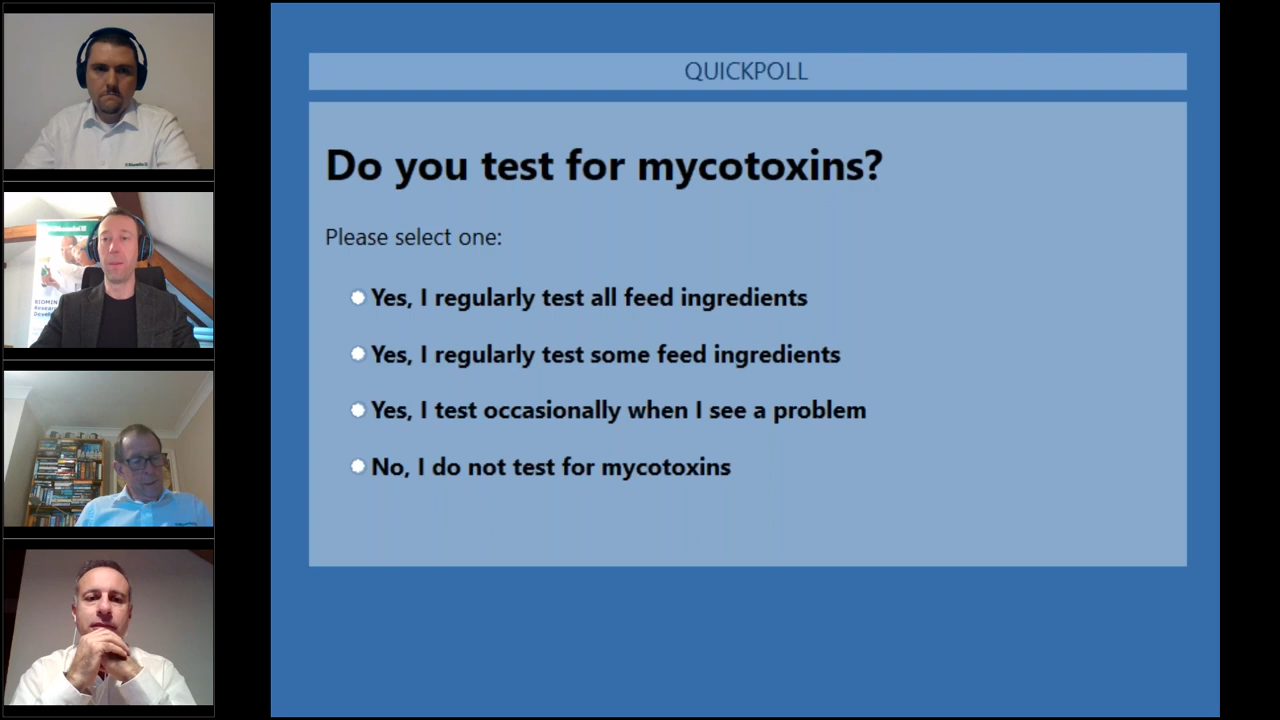 QUICKPOLL
Do you test for mycotoxins?
Please select one:
Yes, I regularly test all feed ingredients
Yes, I regularly test some feed ingredients
Yes, I test occasionally when I see a problem
No, I do not test for mycotoxins
BIOMIN